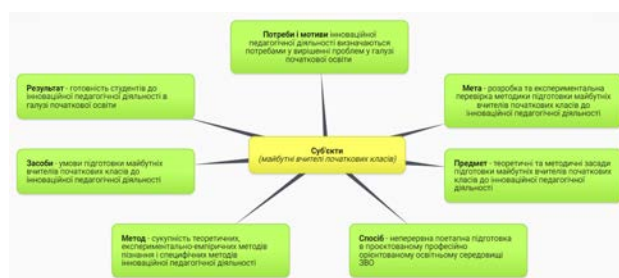 Потреби і мотиви інноваційної
педагогічної діяльності визначаються
потребами у вирішенні проблем у галузі
початкової освіти
Результат - готовність студентів до
інноваційної педагогічної діяльності в
галузі початкової освіти
Мета - розробка та експериментальна
перевірка методики підготовки майбутніх
вчителів початкових класів до
інноваційної педагогічної діяльності
Суб'єкти
(майбутні вчителі початкових класів)
Засоби - умови підготовки майбутніх
вчителів початкових класів до
інноваційної педагогічної діяльності
Предмет - теоретичні та методичні засади
підготовки майбутніх вчителів початкових
класів до інноваційної педагогічної
діяльності
Метод - сукупність теоретичних,
експериментально-емпіричних методів
пізнання і специфічних методів
інноваційної педагогічної діяльності
Спосіб - неперервна поетапна підготовка
в проєктованому професійно
орієнтованому освітньому середовищі
ЗВО